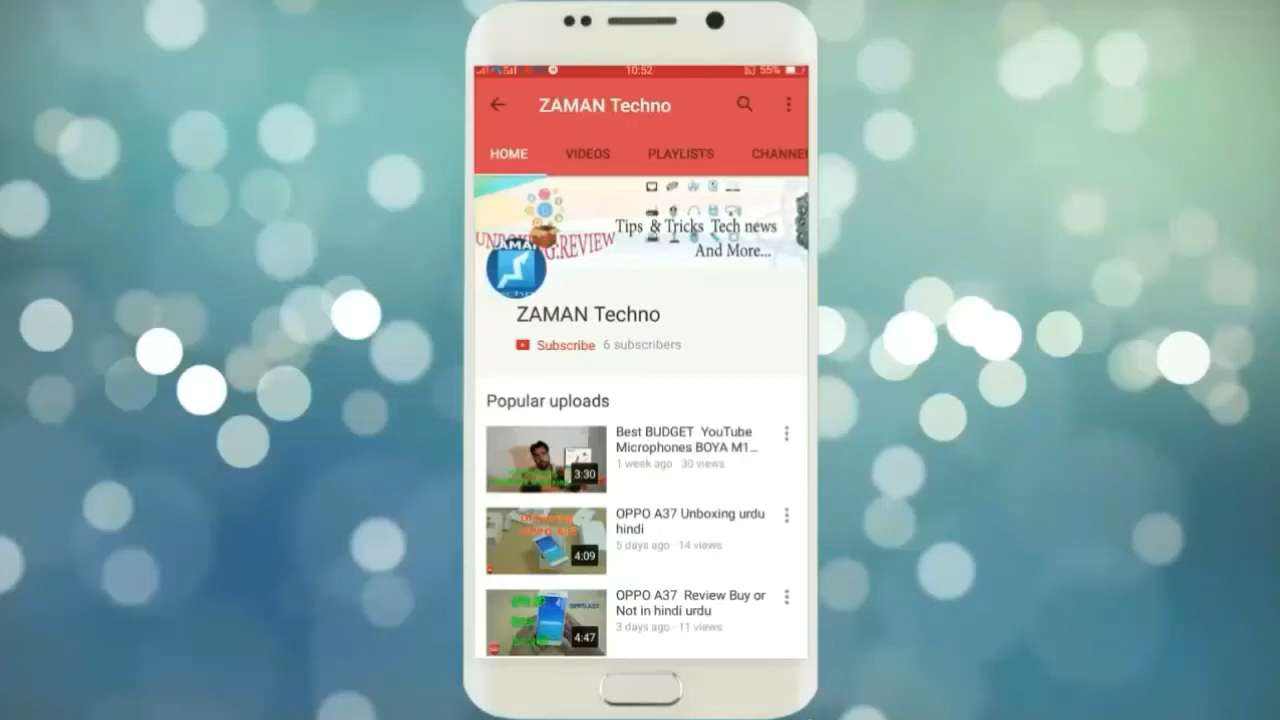 10:52
55%
ZAMAN Techno
HOME
VIDEOS
PLAYLISTS
CHANNE
Tips & Tricks Tech news
And More...
ZAMAN Techno
Subscribe 6 subscribers
Popular uploads
Best BUDGET YouTube
Microphones BOYA M1...
1 week ago · 30 views
3:30
OPPO A37 Unboxing urdu
hindi
5 days ago · 14 views
4:09
OPPO A37 Review Buy or
Not in hindi urdu
3 days ago · 11 views
OPPO A37
4:47